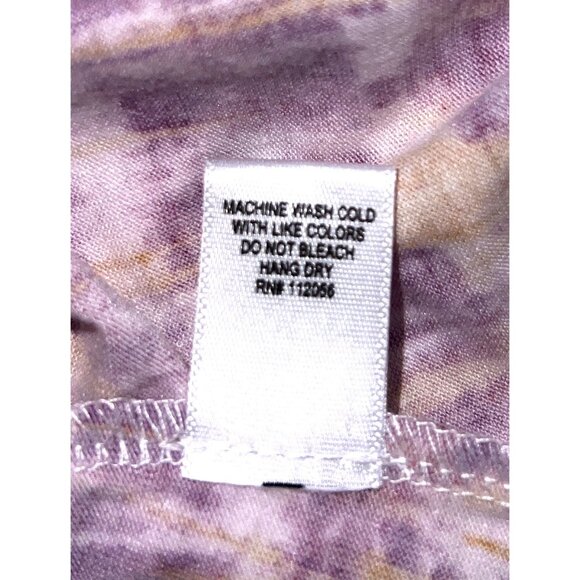 MACHINE WASH COLD
WITH LIKE COLORS
DO NOT BLEACH
HANG DRY
RN# 112056